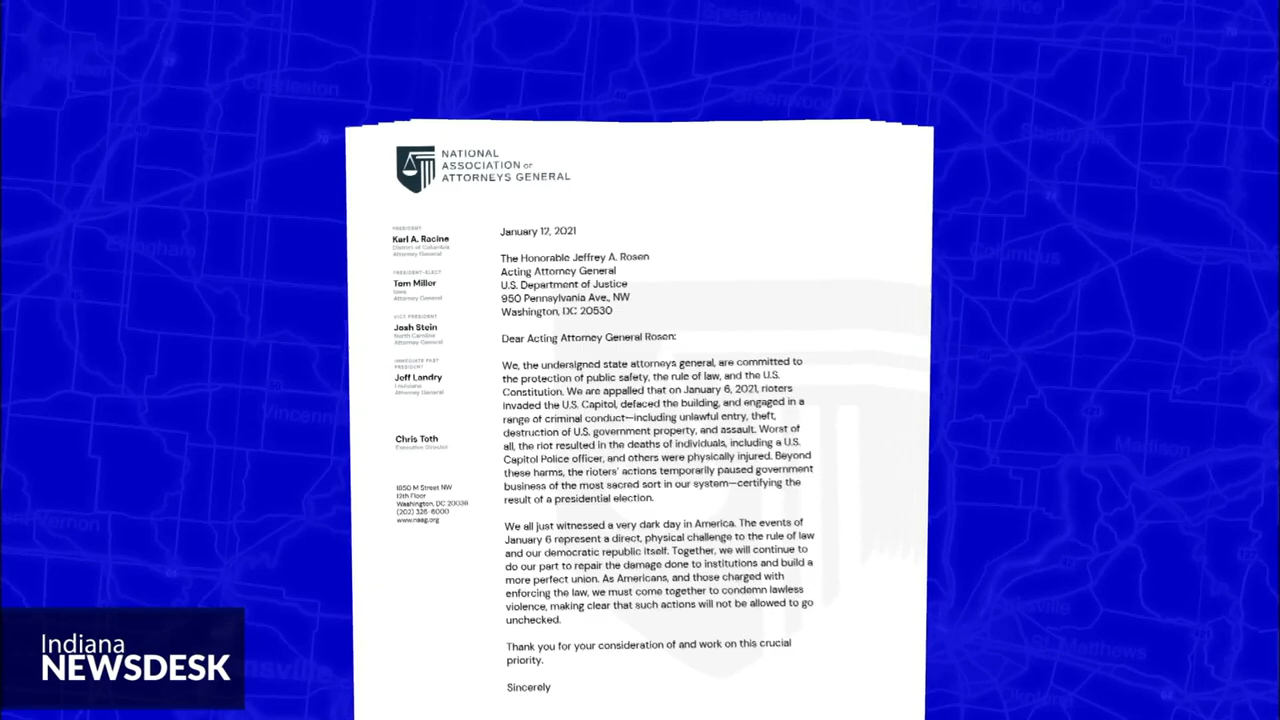 NATIONAL
ASSOCIATION OF
ATTORNEYS GENERAL
PRESIDENT
Karl A. Racine
District of Columbia
Attorney General
PRESIDENT-ELECT
Tom Miller
Iowa
Attorney General
VICE PRESIDENT
Josh Stein
North Carolina
Attorney General
IMMEDIATE PAST
PRESIDENT
Jeff Landry
Louisiana
Attorney General
Chris Toth
Executive Director
1850 M Street NW
12th Floor
Washington, DC 20036
(202) 326-6000
www.naag.org
January 12, 2021
The Honorable Jeffrey A. Rosen
Acting Attorney General
U.S. Department of Justice
950 Pennsylvania Ave., NW
Washington, DC 20530
Dear Acting Attorney General Rosen:
We, the undersigned state attorneys general, are committed to
the protection of public safety, the rule of law, and the U.S.
Constitution. We are appalled that on January 6, 2021, rioters
invaded the U.S. Capitol, defaced the building, and engaged in a
range of criminal conduct—including unlawful entry, theft,
destruction of U.S. government property, and assault. Worst of
all, the riot resulted in the deaths of individuals, including a U.S.
Capitol Police officer, and others were physically injured. Beyond
these harms, the rioters' actions temporarily paused government
business of the most sacred sort in our system—certifying the
result of a presidential election.
We all just witnessed a very dark day in America. The events of
January 6 represent a direct, physical challenge to the rule of law
and our democratic republic itself. Together, we will continue to
do our part to repair the damage done to institutions and build a
more perfect union. As Americans, and those charged with
enforcing the law, we must come together to condemn lawless
violence, making clear that such actions will not be allowed to go
unchecked.
Thank you for your consideration of and work on this crucial
priority.
Sincerely
Indiana
NEWSDESK
Speedway
Charleston
Greenwood
Shelbyville
Effingham
Columbus
Madison
St. Matthews